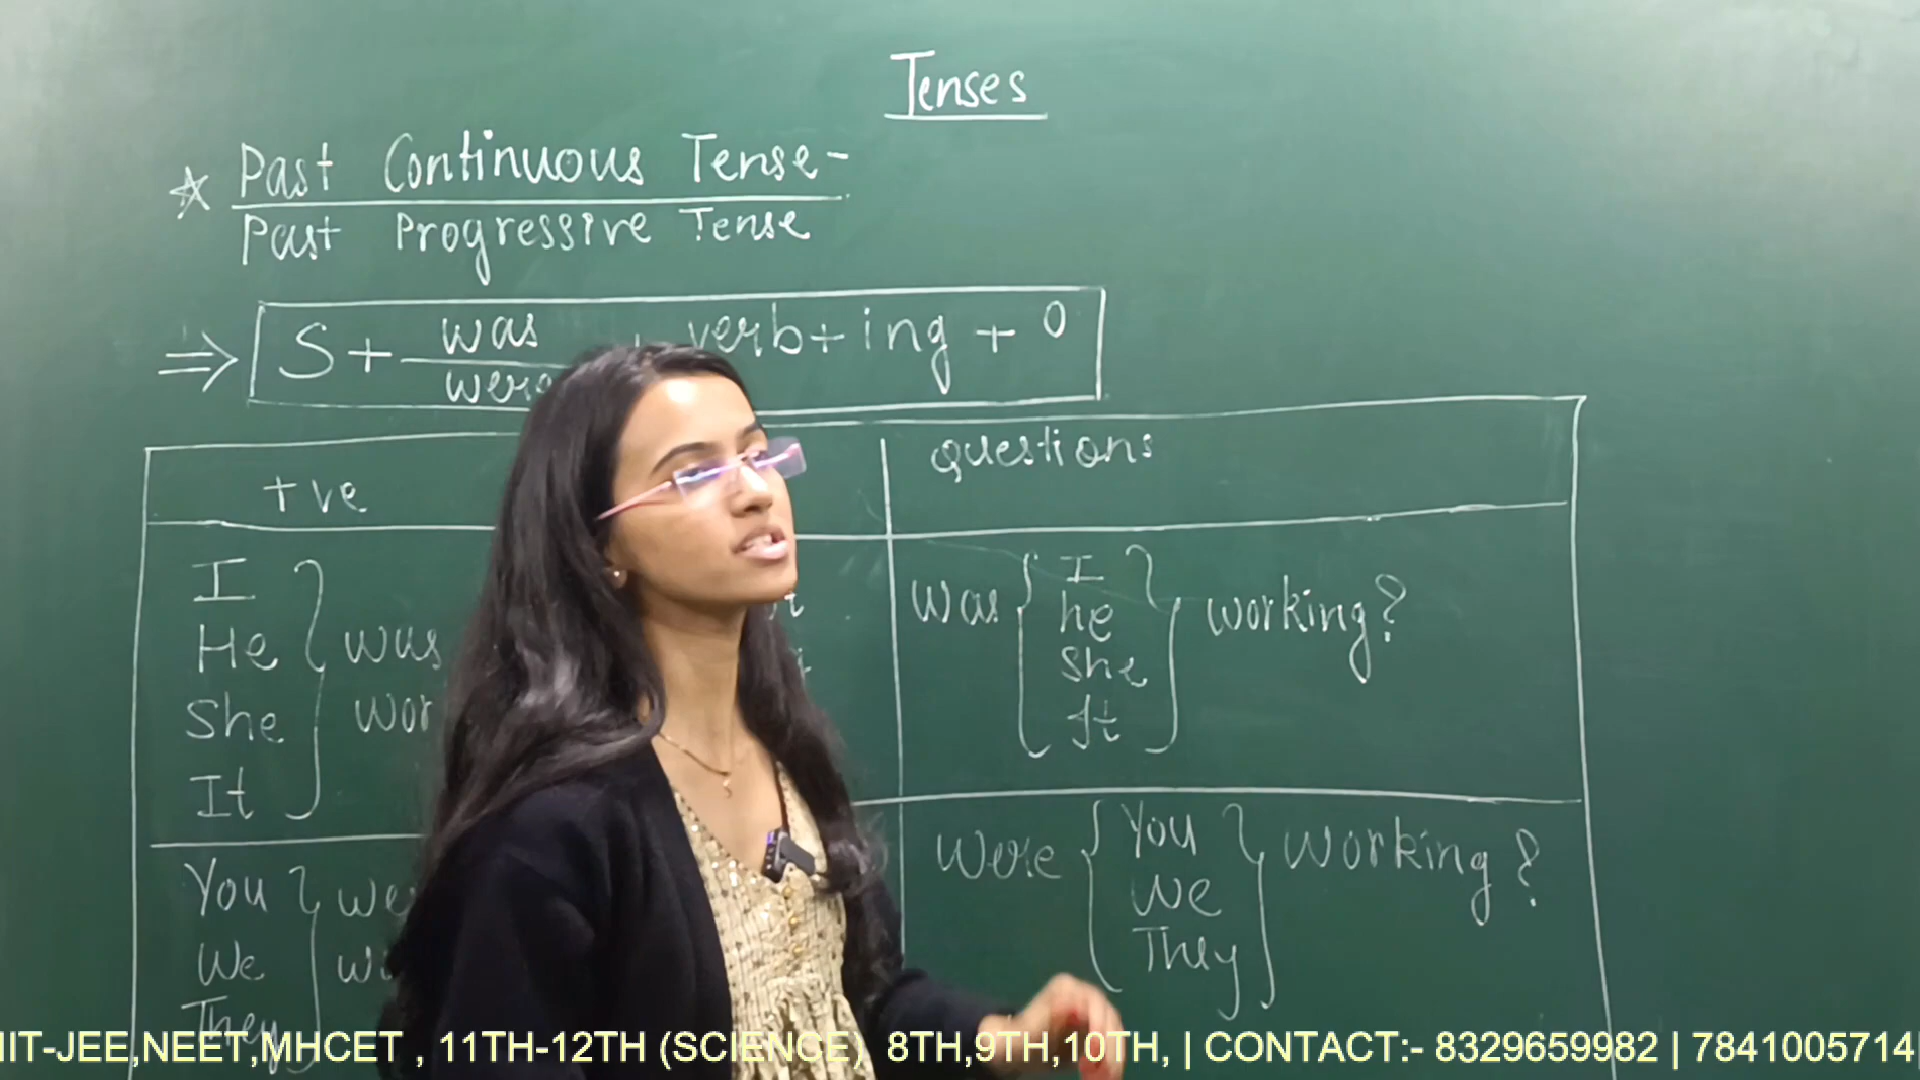 Tenses
☆ Past Continuous Tense-
Past Progressive Tense
⇒ S + was + verb + ing + O
were
+ve
questions
I
He
She
It
was
You
We
They
was { I he she It } working?
were { You We They } working?
IIT-JEE,NEET,MHCET , 11TH-12TH (SCIENCE) 8TH,9TH,10TH, | CONTACT:- 8329659982 | 7841005714